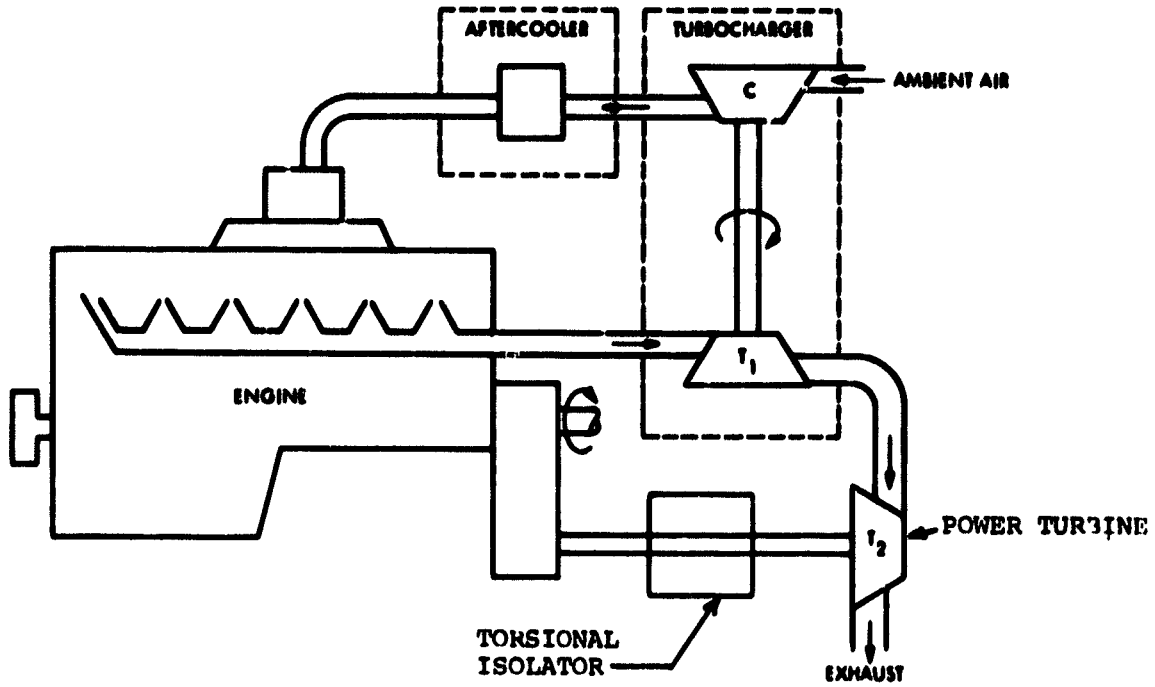 AFTERCOOLER
TURBOCHARGER
C
AMBIENT AIR
T1
ENGINE
T2
POWER TURBINE
TORSIONAL
ISOLATOR
EXHAUST